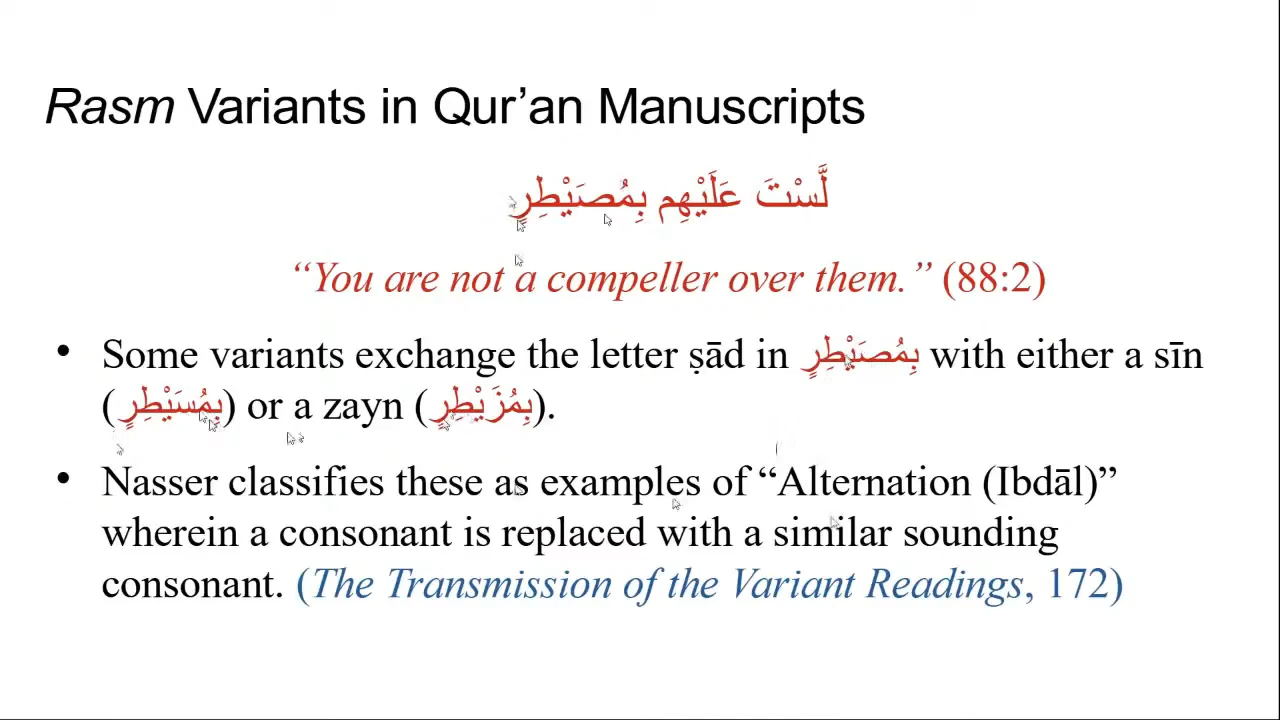 Rasm Variants in Qur’an Manuscripts
لَّسْتَ عَلَيْهِم بِمُصَيْطِرٍ
“You are not a compeller over them.” (88:2)
• Some variants exchange the letter ṣād in بِمُصَيْطِرٍ with either a sīn
(بِمُسَيْطِرٍ) or a zayn (بِمُزَيْطِرٍ).
• Nasser classifies these as examples of “Alternation (Ibdāl)”
wherein a consonant is replaced with a similar sounding
consonant. (The Transmission of the Variant Readings, 172)